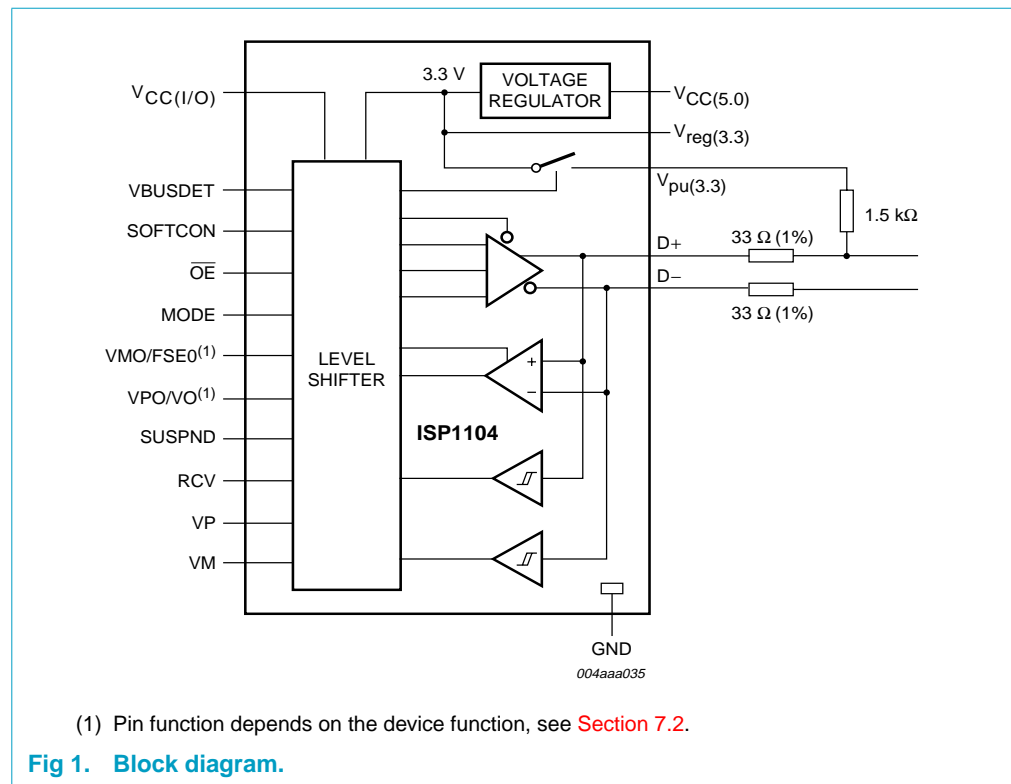 3.3 V
VOLTAGE
REGULATOR
VCC(I/O)
VCC(5.0)
Vreg(3.3)
Vpu(3.3)
1.5 kΩ
VBUSDET
SOFTCON
OE
MODE
VMO/FSE0(1)
VPO/VO(1)
SUSPND
RCV
VP
VM
LEVEL
SHIFTER
D+
33 Ω (1%)
D−
33 Ω (1%)
+
−
ISP1104
GND
004aaa035
(1) Pin function depends on the device function, see Section 7.2.
Fig 1. Block diagram.